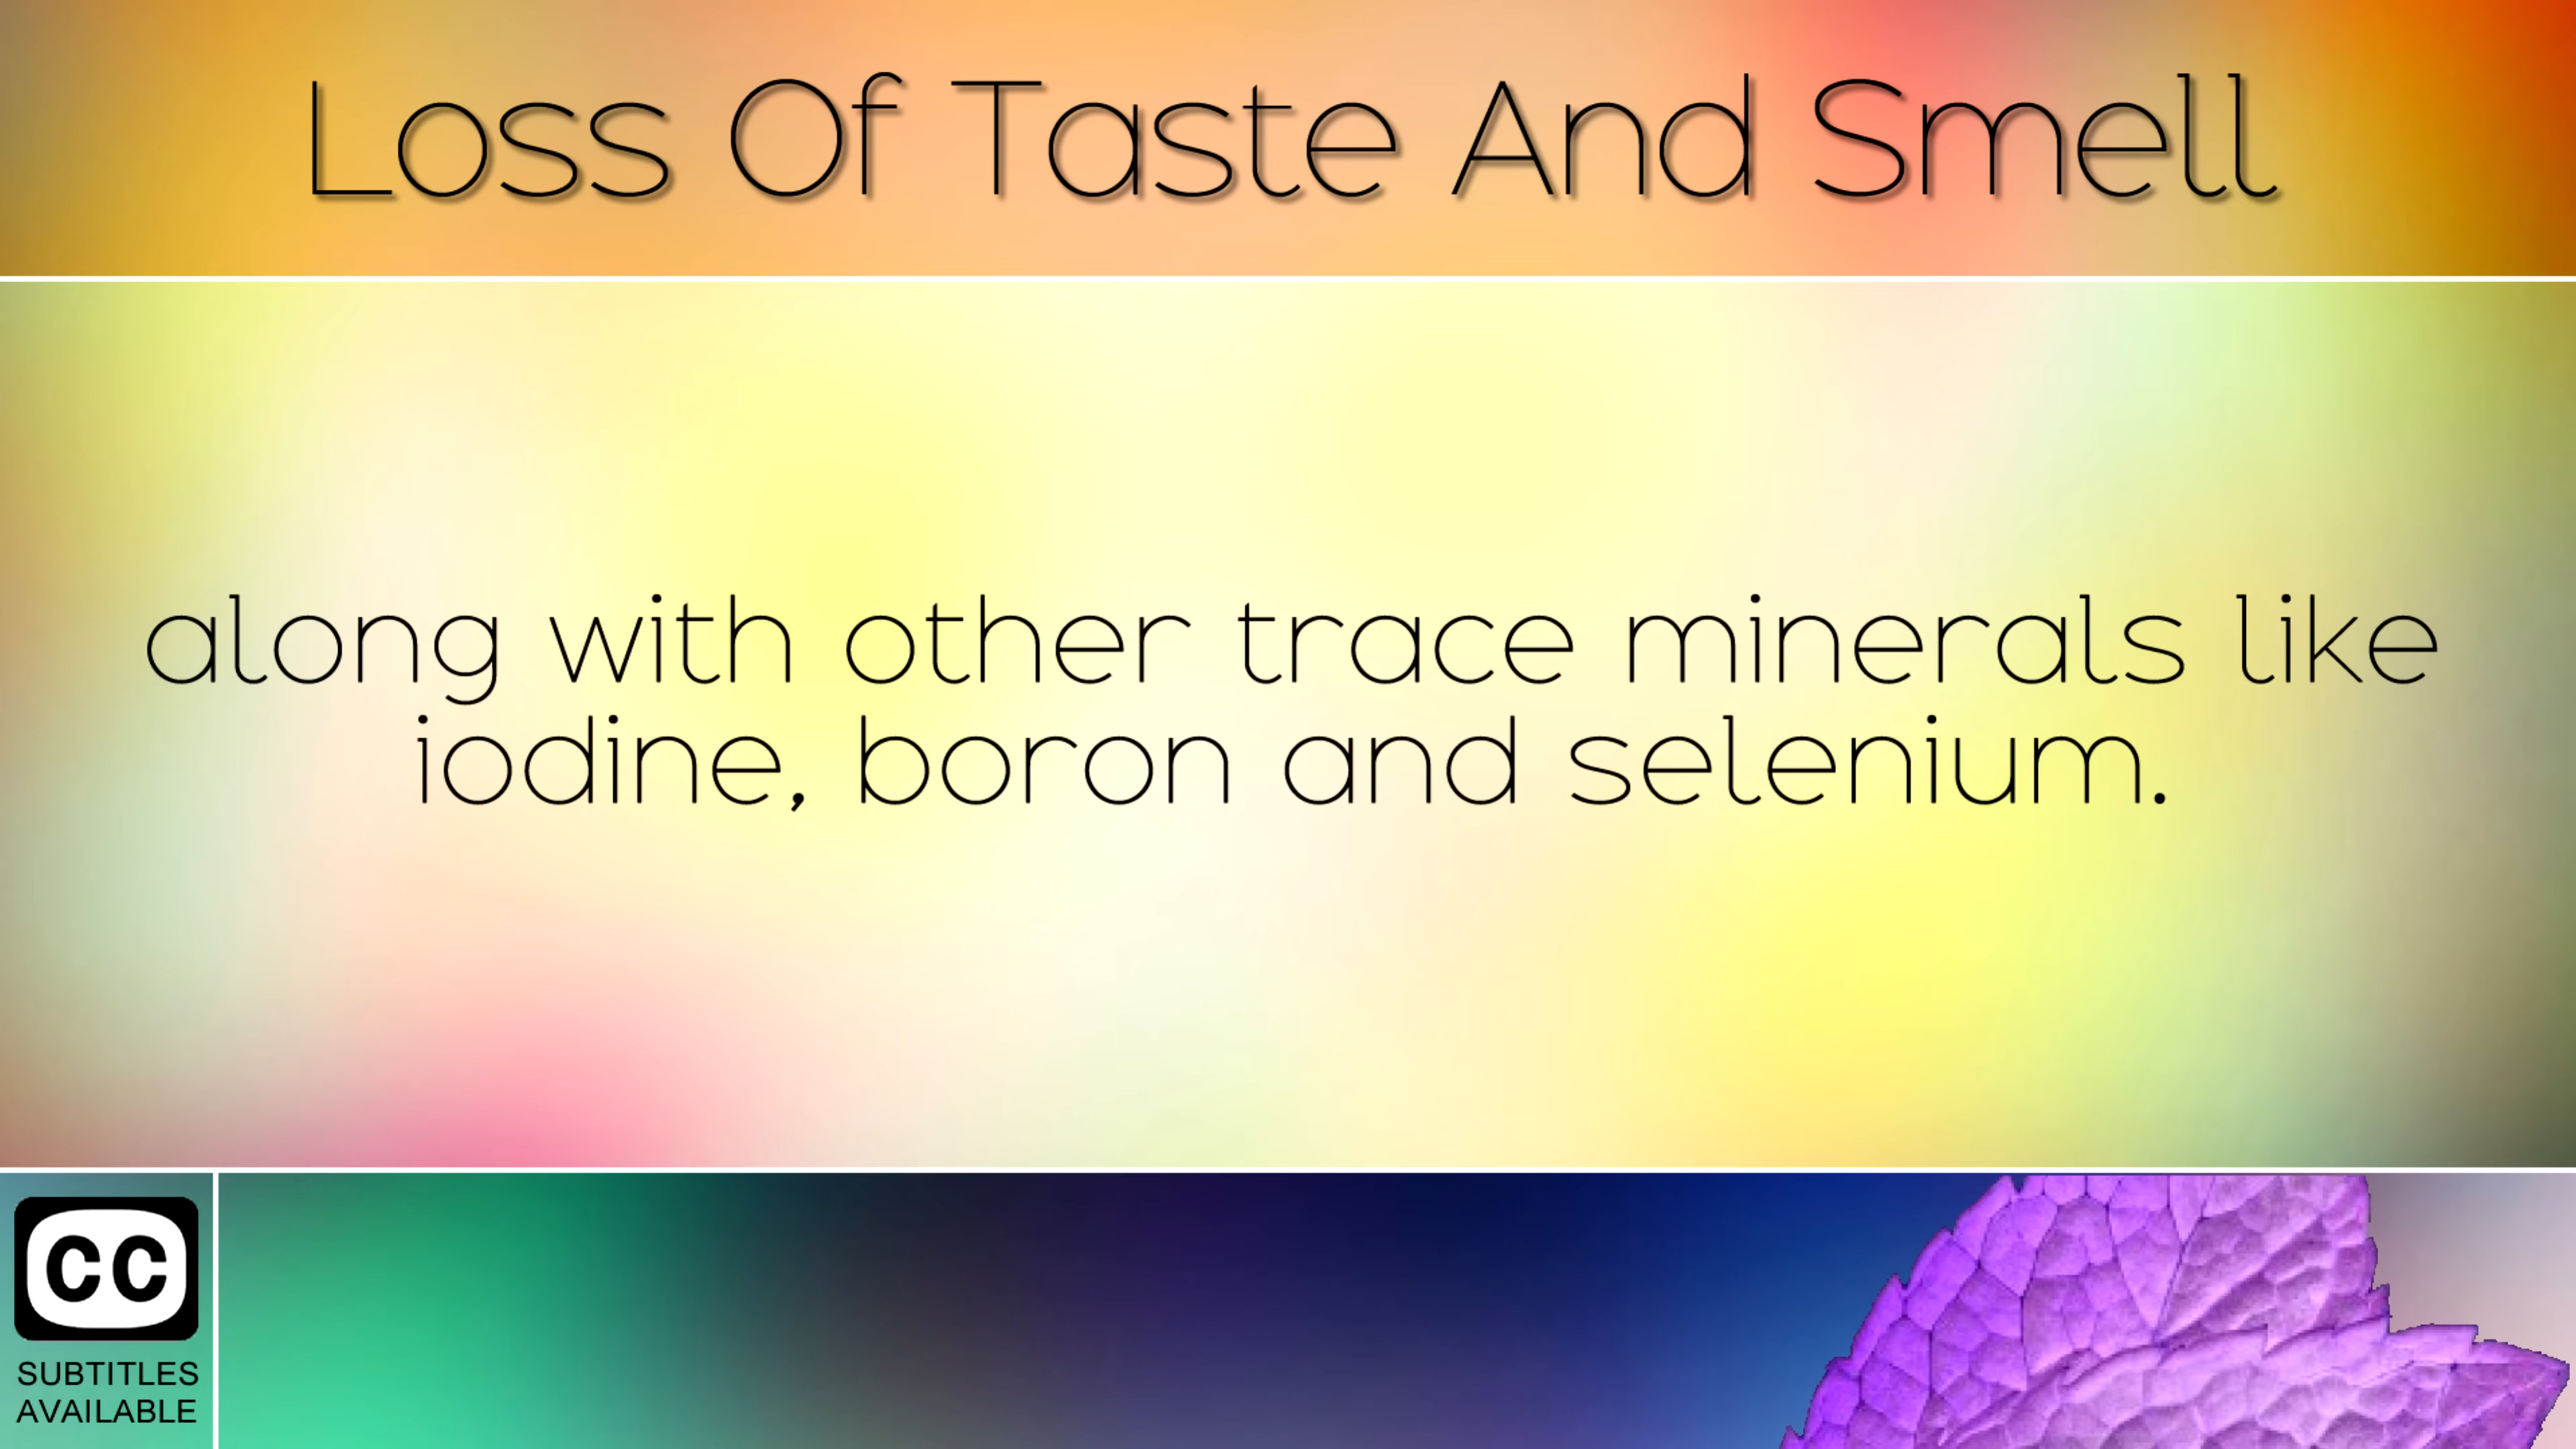 Loss Of Taste And Smell
along with other trace minerals like
iodine, boron and selenium.
CC
SUBTITLES
AVAILABLE